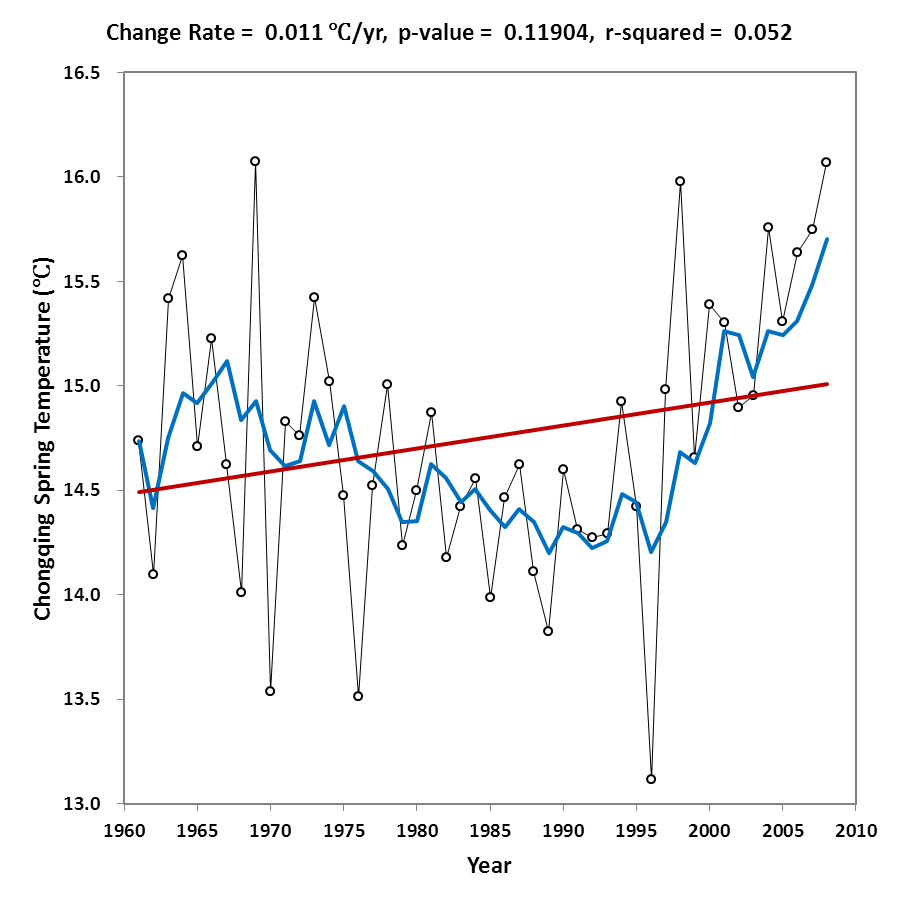 Change Rate = 0.011 ℃/yr, p-value = 0.11904, r-squared = 0.052
Chongqing Spring Temperature (℃)
16.5
16.0
15.5
15.0
14.5
14.0
13.5
13.0
1960 1965 1970 1975 1980 1985 1990 1995 2000 2005 2010
Year